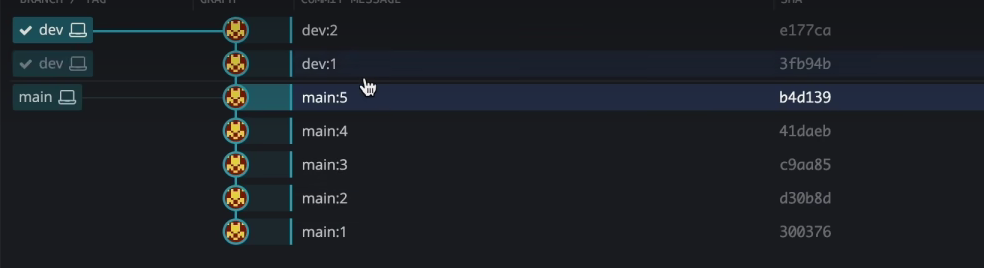 BRANCH / TAG GRAPH COMMIT MESSAGE SHA
dev dev:2 e177ca
dev dev:1 3fb94b
main main:5 b4d139
main:4 41daeb
main:3 c9aa85
main:2 d30b8d
main:1 300376